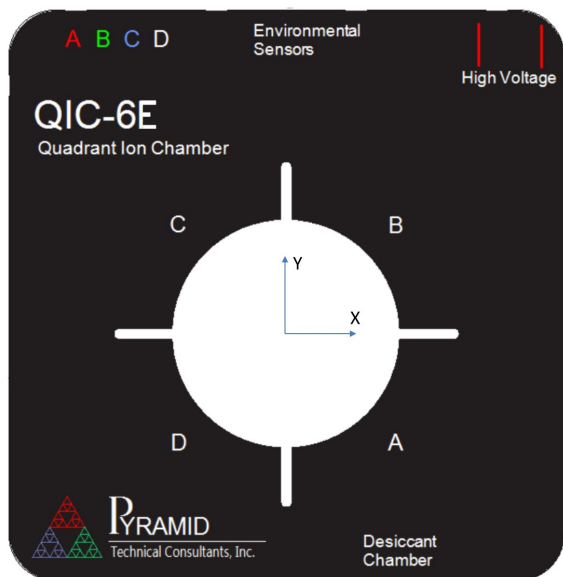 A B C D
Environmental
Sensors
High Voltage
QIC-6E
Quadrant Ion Chamber
C
B
Y
X
D
A
PYRAMID
Technical Consultants, Inc.
Desiccant
Chamber